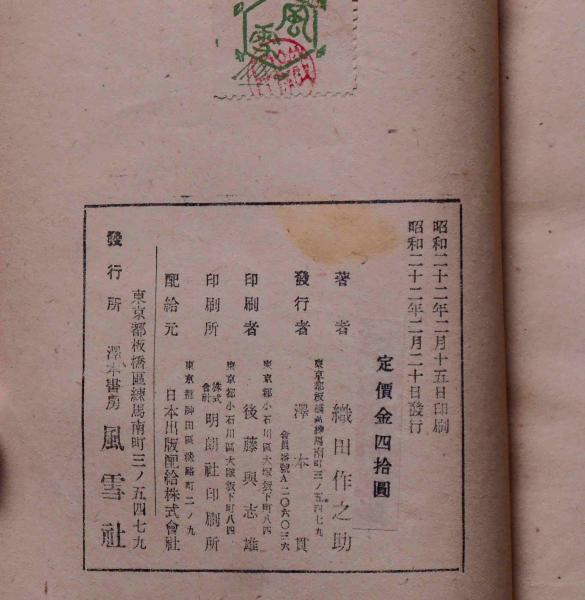 風雪
昭和二十二年二月十五日印刷
昭和二十二年二月二十日發行
定價金四拾圓
著者 織田作之助
東京都板橋區練馬南町三ノ五四七九
發行者 澤本貫
會員番號A二〇六〇三六
東京都小石川區大塚坂下町八四
印刷者 後藤興志雄
東京都小石川區大塚坂下町八四
印刷所 株式會社 明朗社印刷所
東京都神田區淡路町二ノ九
配給元 日本出版配給株式會社
東京都板橋區練馬南町三ノ五四七九
發行所 澤本書房 風雪社